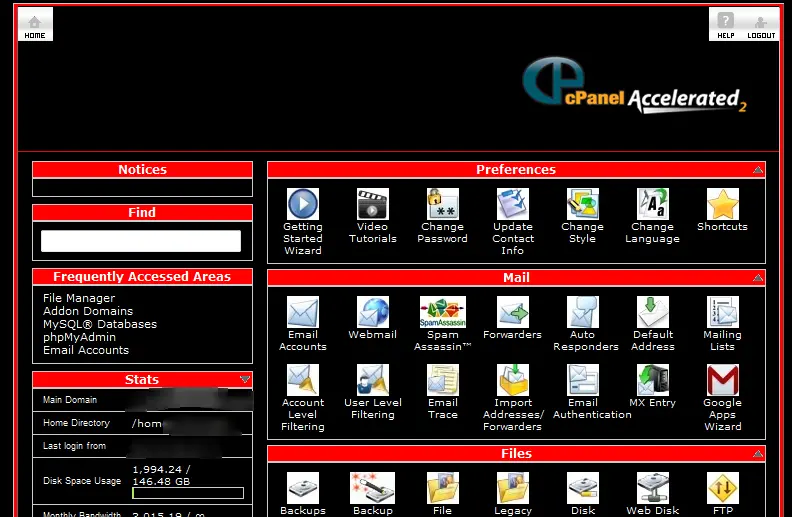 HOME
HELP
LOGOUT
cPanel Accelerated2
Notices
Find
Frequently Accessed Areas
File Manager
Addon Domains
MySQL® Databases
phpMyAdmin
Email Accounts
Stats
Main Domain
Home Directory
/hom
Last login from
Disk Space Usage
1,994.24 /
146.48 GB
Monthly Bandwidth
2,015.19 / ∞
Preferences
Getting
Started
Wizard
Video
Tutorials
Change
Password
Update
Contact
Info
Change
Style
Change
Language
Shortcuts
Mail
Email
Accounts
Webmail
SpamAssassin
Spam
Assassin™
Forwarders
Auto
Responders
Default
Address
Mailing
Lists
Account
Level
Filtering
User Level
Filtering
Email
Trace
Import
Addresses/
Forwarders
Email
Authentication
MX Entry
Google
Apps
Wizard
Files
Backups
Backup
File
Legacy
Disk
Web Disk
FTP